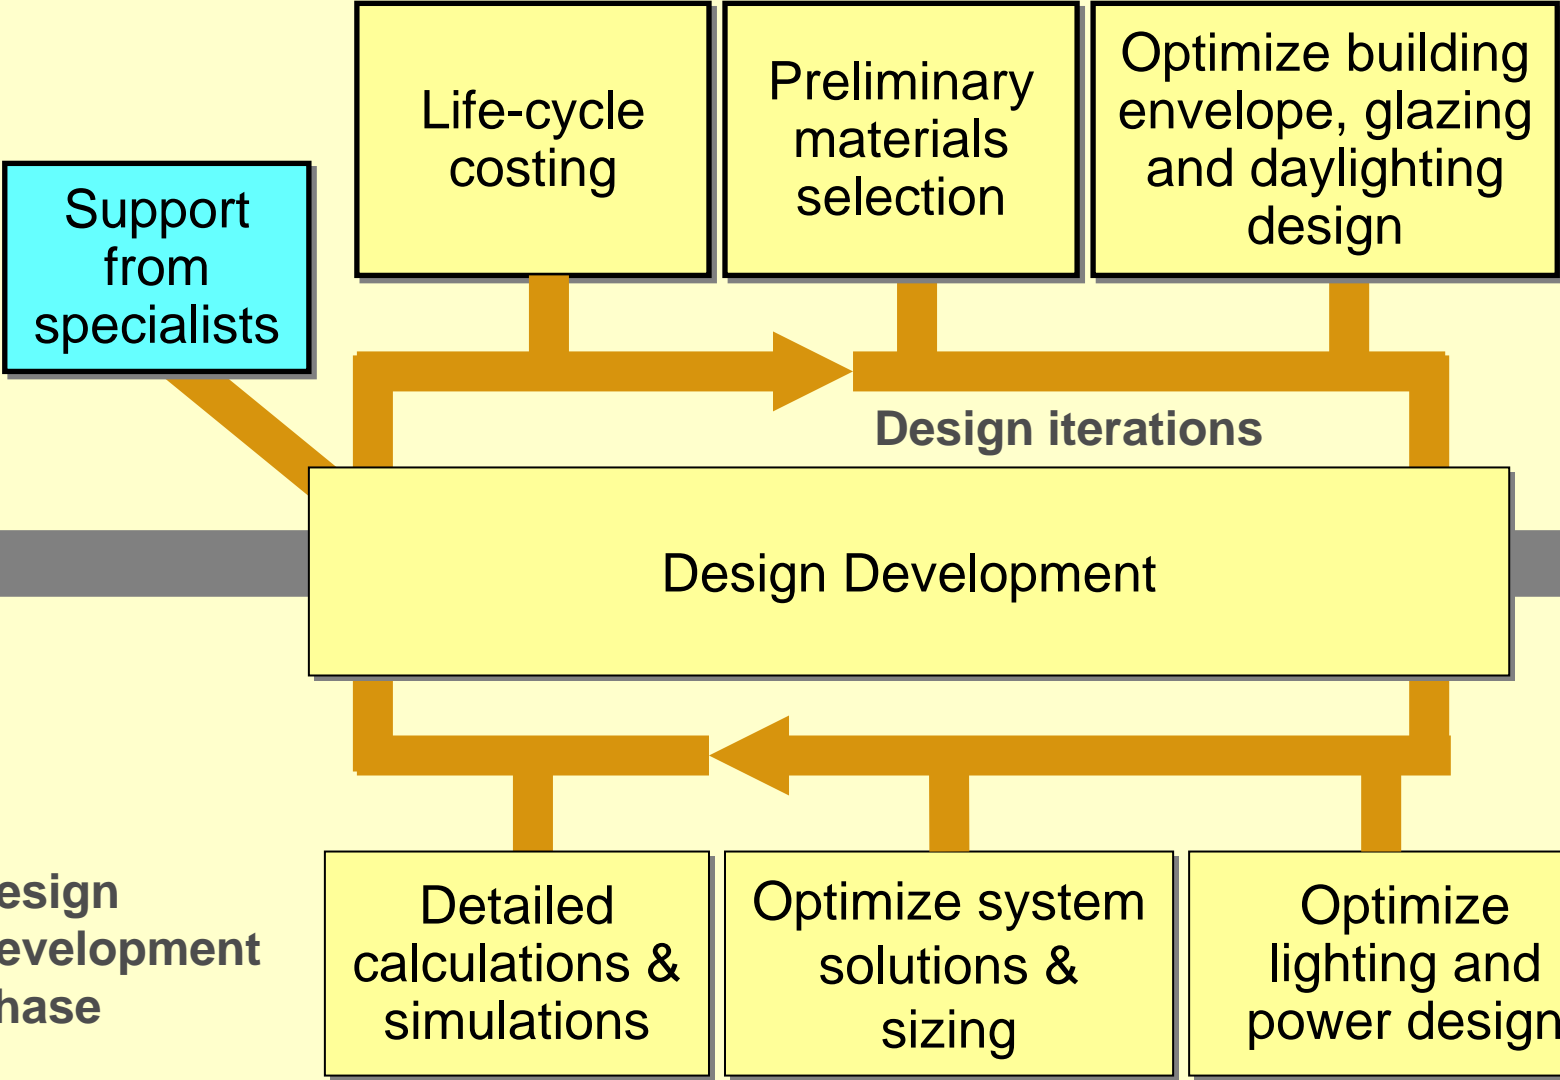 Life-cycle
costing
Preliminary
materials
selection
Optimize building
envelope, glazing
and daylighting
design
Support
from
specialists
Design iterations
Design Development
esign
evelopment
hase
Detailed
calculations &
simulations
Optimize system
solutions &
sizing
Optimize
lighting and
power design